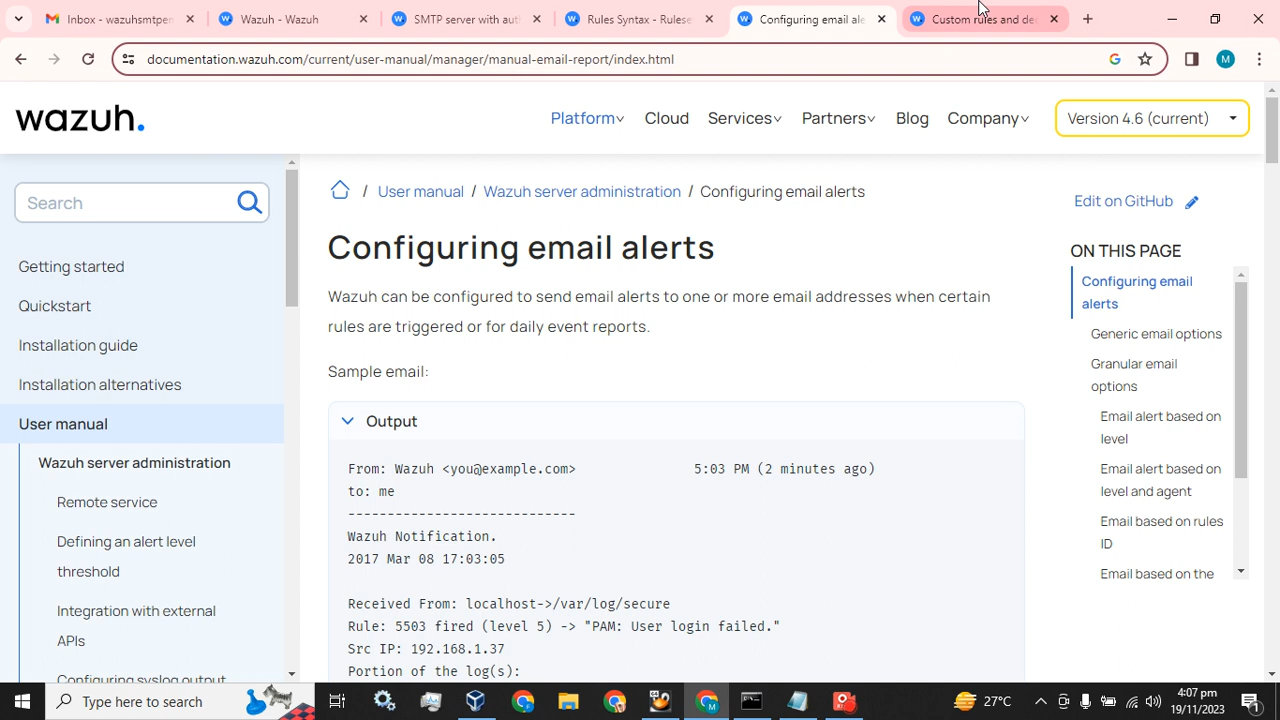 Inbox - wazuhsmtpen
Wazuh - Wazuh
SMTP server with aut
Rules Syntax - Rulese
Configuring email ale
Custom rules and dec
documentation.wazuh.com/current/user-manual/manager/manual-email-report/index.html
G
M
wazuh.
Platform
Cloud
Services
Partners
Blog
Company
Version 4.6 (current)
Search
/ User manual / Wazuh server administration / Configuring email alerts
Edit on GitHub
Getting started
Quickstart
Installation guide
Installation alternatives
User manual
Wazuh server administration
Remote service
Defining an alert level
threshold
Integration with external
APIs
Configuring syslog output
Configuring email alerts
Wazuh can be configured to send email alerts to one or more email addresses when certain
rules are triggered or for daily event reports.
Sample email:
Output
From: Wazuh <you@example.com> 5:03 PM (2 minutes ago)
to: me
----------------------------
Wazuh Notification.
2017 Mar 08 17:03:05
Received From: localhost->/var/log/secure
Rule: 5503 fired (level 5) -> "PAM: User login failed."
Src IP: 192.168.1.37
Portion of the log(s):
ON THIS PAGE
Configuring email
alerts
Generic email options
Granular email
options
Email alert based on
level
Email alert based on
level and agent
Email based on rules
ID
Email based on the
Type here to search
27°C
4:07 pm
19/11/2023
1